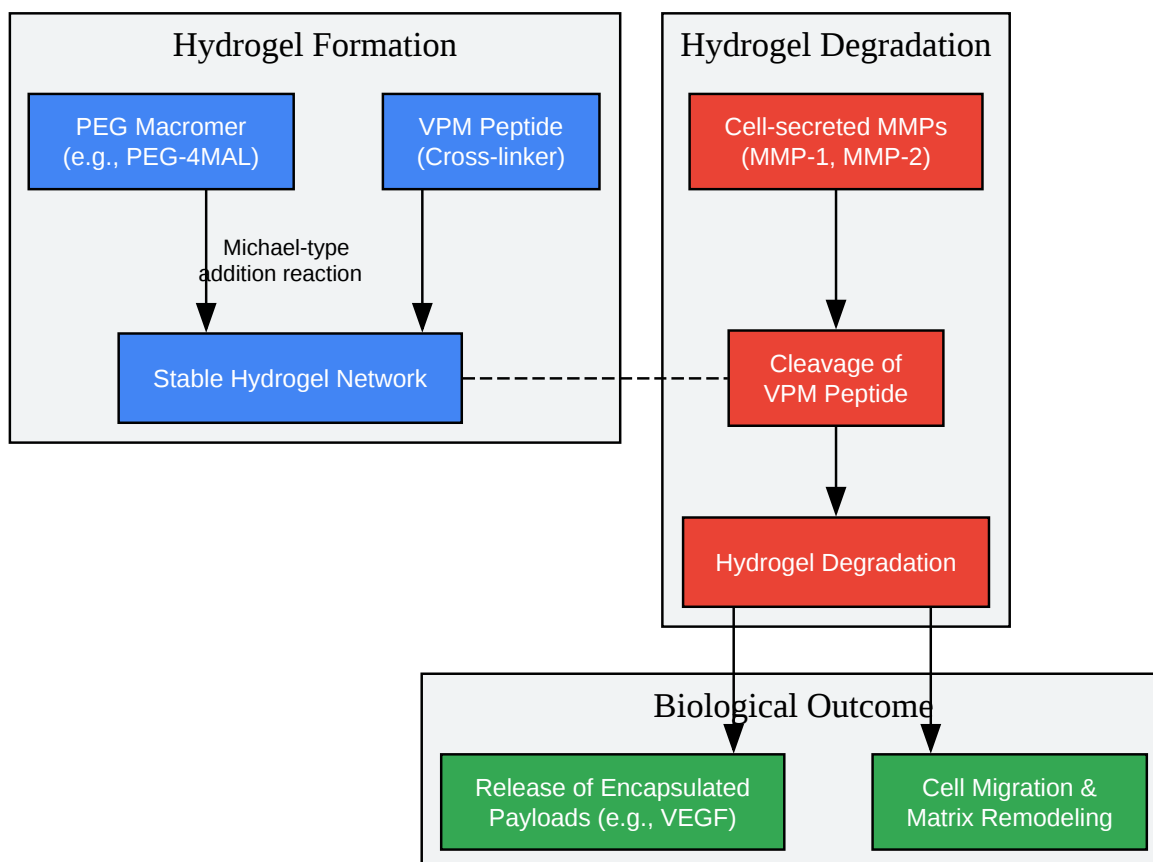 Hydrogel Formation
PEG Macromer
(e.g., PEG-4MAL)
VPM Peptide
(Cross-linker)
Michael-type
addition reaction
Stable Hydrogel Network
Hydrogel Degradation
Cell-secreted MMPs
(MMP-1, MMP-2)
Cleavage of
VPM Peptide
Hydrogel Degradation
Biological Outcome
Release of Encapsulated
Payloads (e.g., VEGF)
Cell Migration &
Matrix Remodeling